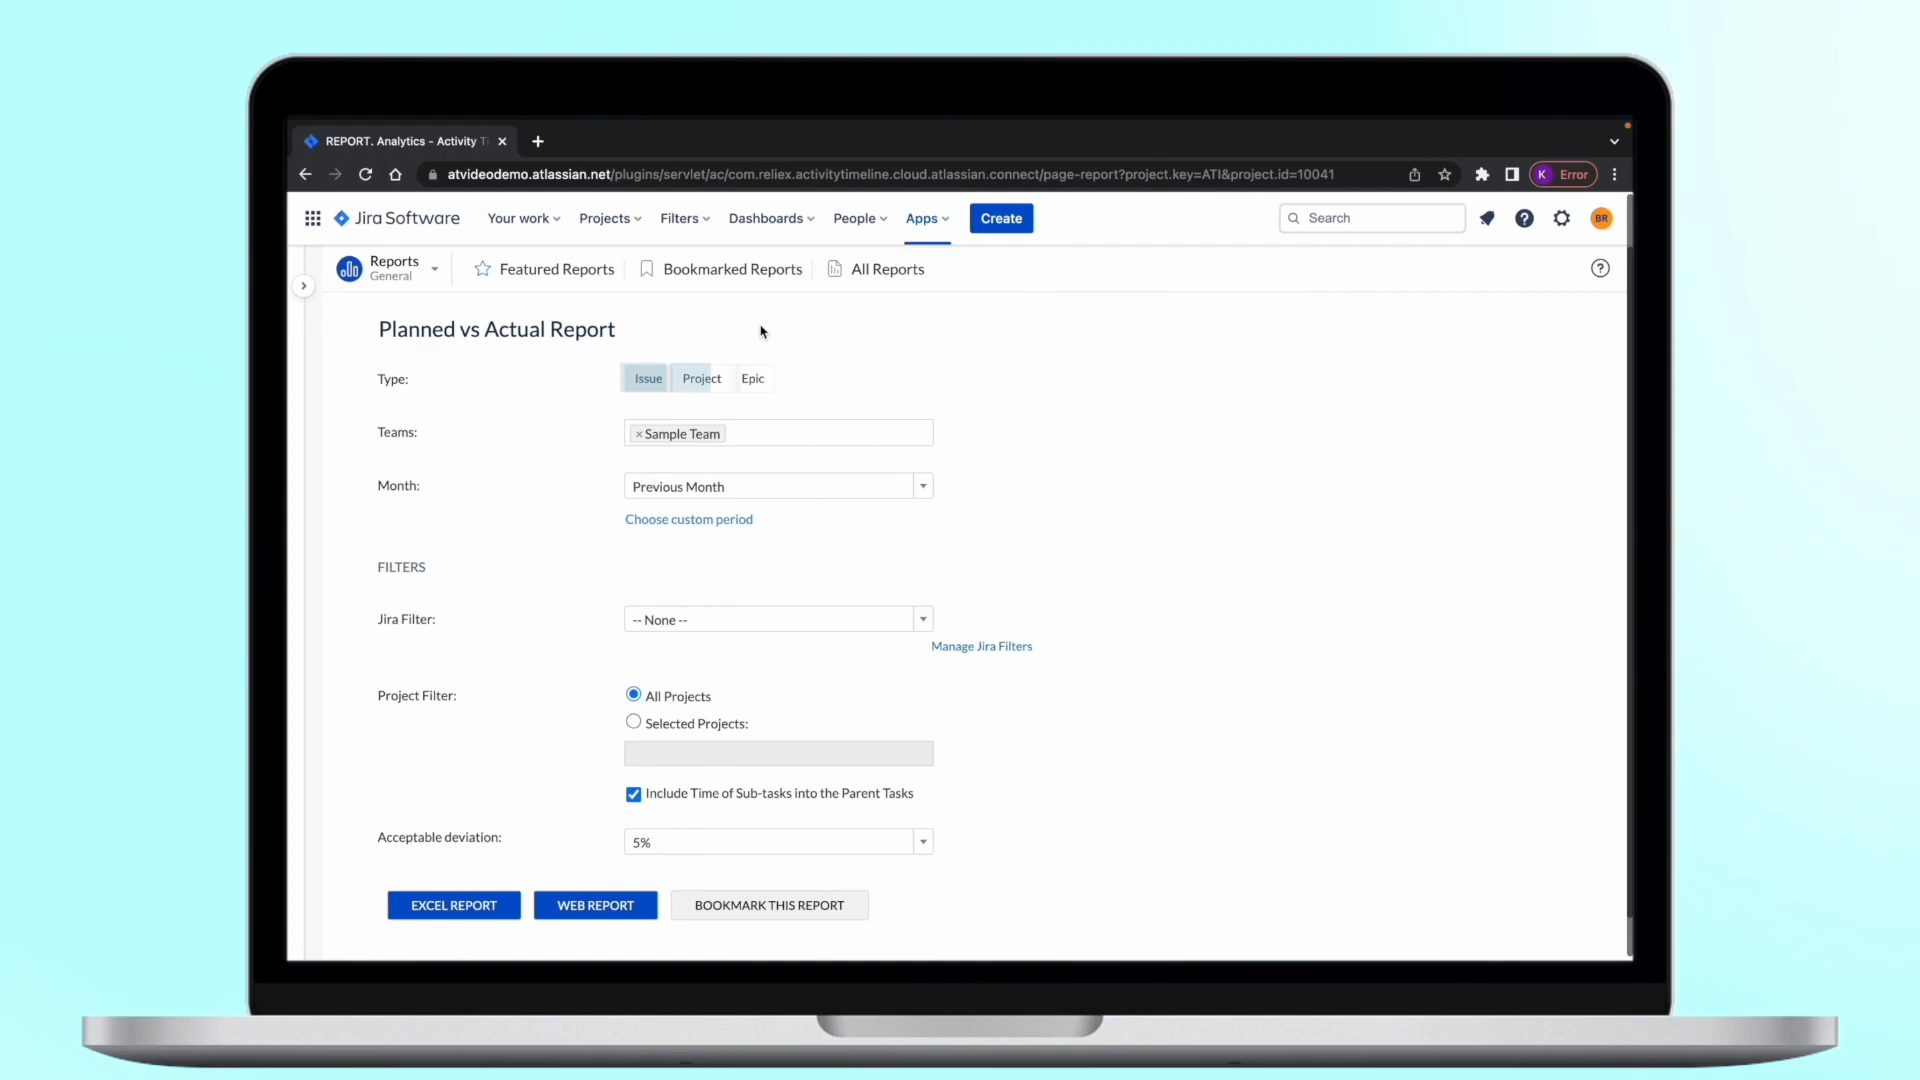 REPORT. Analytics - Activity Ti
atvideodemo.atlassian.net/plugins/servlet/ac/com.reliex.activitytimeline.cloud.atlassian.connect/page-report?project.key=ATI&project.id=10041
K Error
Jira Software
Your work
Projects
Filters
Dashboards
People
Apps
Create
Search
BR
Reports
General
Featured Reports
Bookmarked Reports
All Reports
Planned vs Actual Report
Type:
Issue
Project
Epic
Teams:
× Sample Team
Month:
Previous Month
Choose custom period
FILTERS
Jira Filter:
-- None --
Manage Jira Filters
Project Filter:
All Projects
Selected Projects:
Include Time of Sub-tasks into the Parent Tasks
Acceptable deviation:
5%
EXCEL REPORT
WEB REPORT
BOOKMARK THIS REPORT